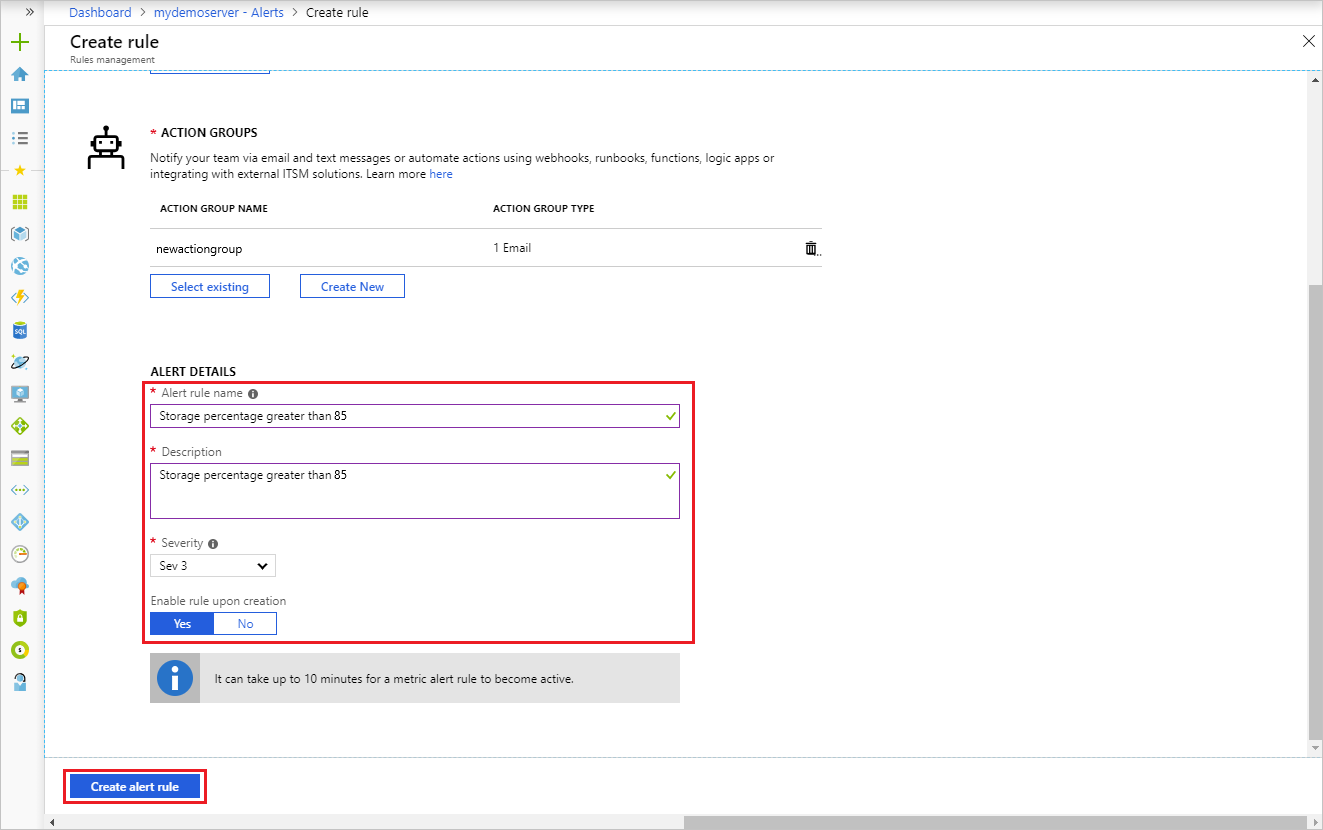 Dashboard > mydemoserver - Alerts > Create rule
Create rule
Rules management
* ACTION GROUPS
Notify your team via email and text messages or automate actions using webhooks, runbooks, functions, logic apps or
integrating with external ITSM solutions. Learn more here
ACTION GROUP NAME ACTION GROUP TYPE
newactiongroup 1 Email
Select existing Create New
ALERT DETAILS
* Alert rule name
Storage percentage greater than 85
* Description
Storage percentage greater than 85
* Severity
Sev 3
Enable rule upon creation
Yes No
It can take up to 10 minutes for a metric alert rule to become active.
Create alert rule